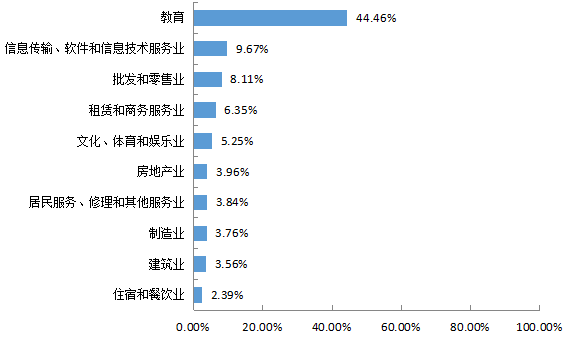 教育 44.46%
信息传输、软件和信息技术服务业 9.67%
批发和零售业 8.11%
租赁和商务服务业 6.35%
文化、体育和娱乐业 5.25%
房地产业 3.96%
居民服务、修理和其他服务业 3.84%
制造业 3.76%
建筑业 3.56%
住宿和餐饮业 2.39%
0.00% 20.00% 40.00% 60.00% 80.00% 100.00%